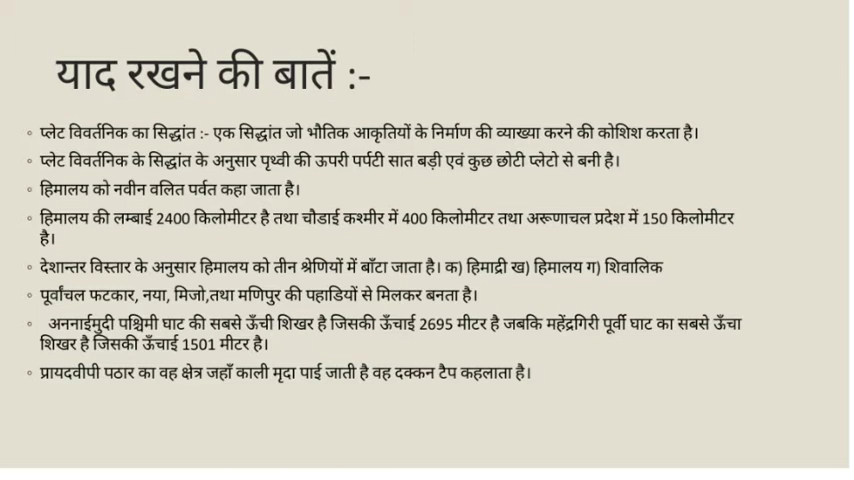 याद रखने की बातें :-
◦ प्लेट विवर्तनिक का सिद्धांत :- एक सिद्धांत जो भौतिक आकृतियों के निर्माण की व्याख्या करने की कोशिश करता है।
◦ प्लेट विवर्तनिक के सिद्धांत के अनुसार पृथ्वी की ऊपरी पर्पटी सात बड़ी एवं कुछ छोटी प्लेटो से बनी है।
◦ हिमालय को नवीन वलित पर्वत कहा जाता है।
◦ हिमालय की लम्बाई 2400 किलोमीटर है तथा चौडाई कश्मीर में 400 किलोमीटर तथा अरूणाचल प्रदेश में 150 किलोमीटर
है।
◦ देशान्तर विस्तार के अनुसार हिमालय को तीन श्रेणियों में बाँटा जाता है। क) हिमाद्री ख) हिमालय ग) शिवालिक
◦ पूर्वांचल फटकार, नया, मिजो,तथा मणिपुर की पहाडियों से मिलकर बनता है।
◦ अननाईमुदी पश्चिमी घाट की सबसे ऊँची शिखर है जिसकी ऊँचाई 2695 मीटर है जबकि महेंद्रगिरी पूर्वी घाट का सबसे ऊँचा
शिखर है जिसकी ऊँचाई 1501 मीटर है।
◦ प्रायदवीपी पठार का वह क्षेत्र जहाँ काली मृदा पाई जाती है वह दक्कन टैप कहलाता है।